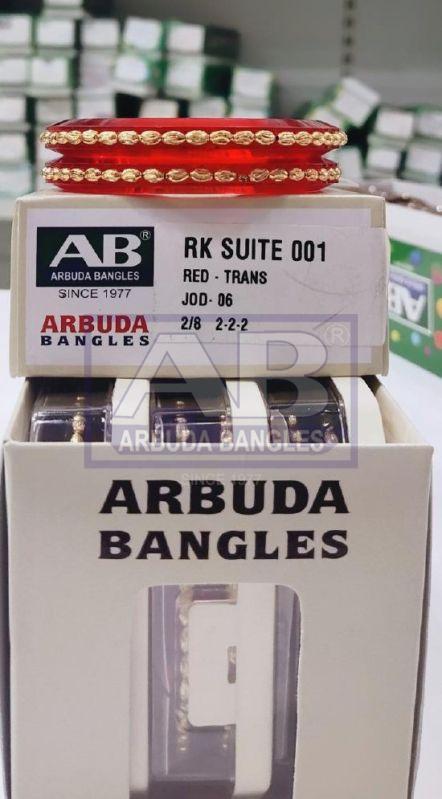 AB®
ARBUDA BANGLES
SINCE 1977
ARBUDA
BANGLES
RK SUITE 001
RED - TRANS
JOD- 06
2/8 2-2-2
AB
AB®
ARBUDA BANGLES
SINCE 1977
ARBUDA
BANGLES